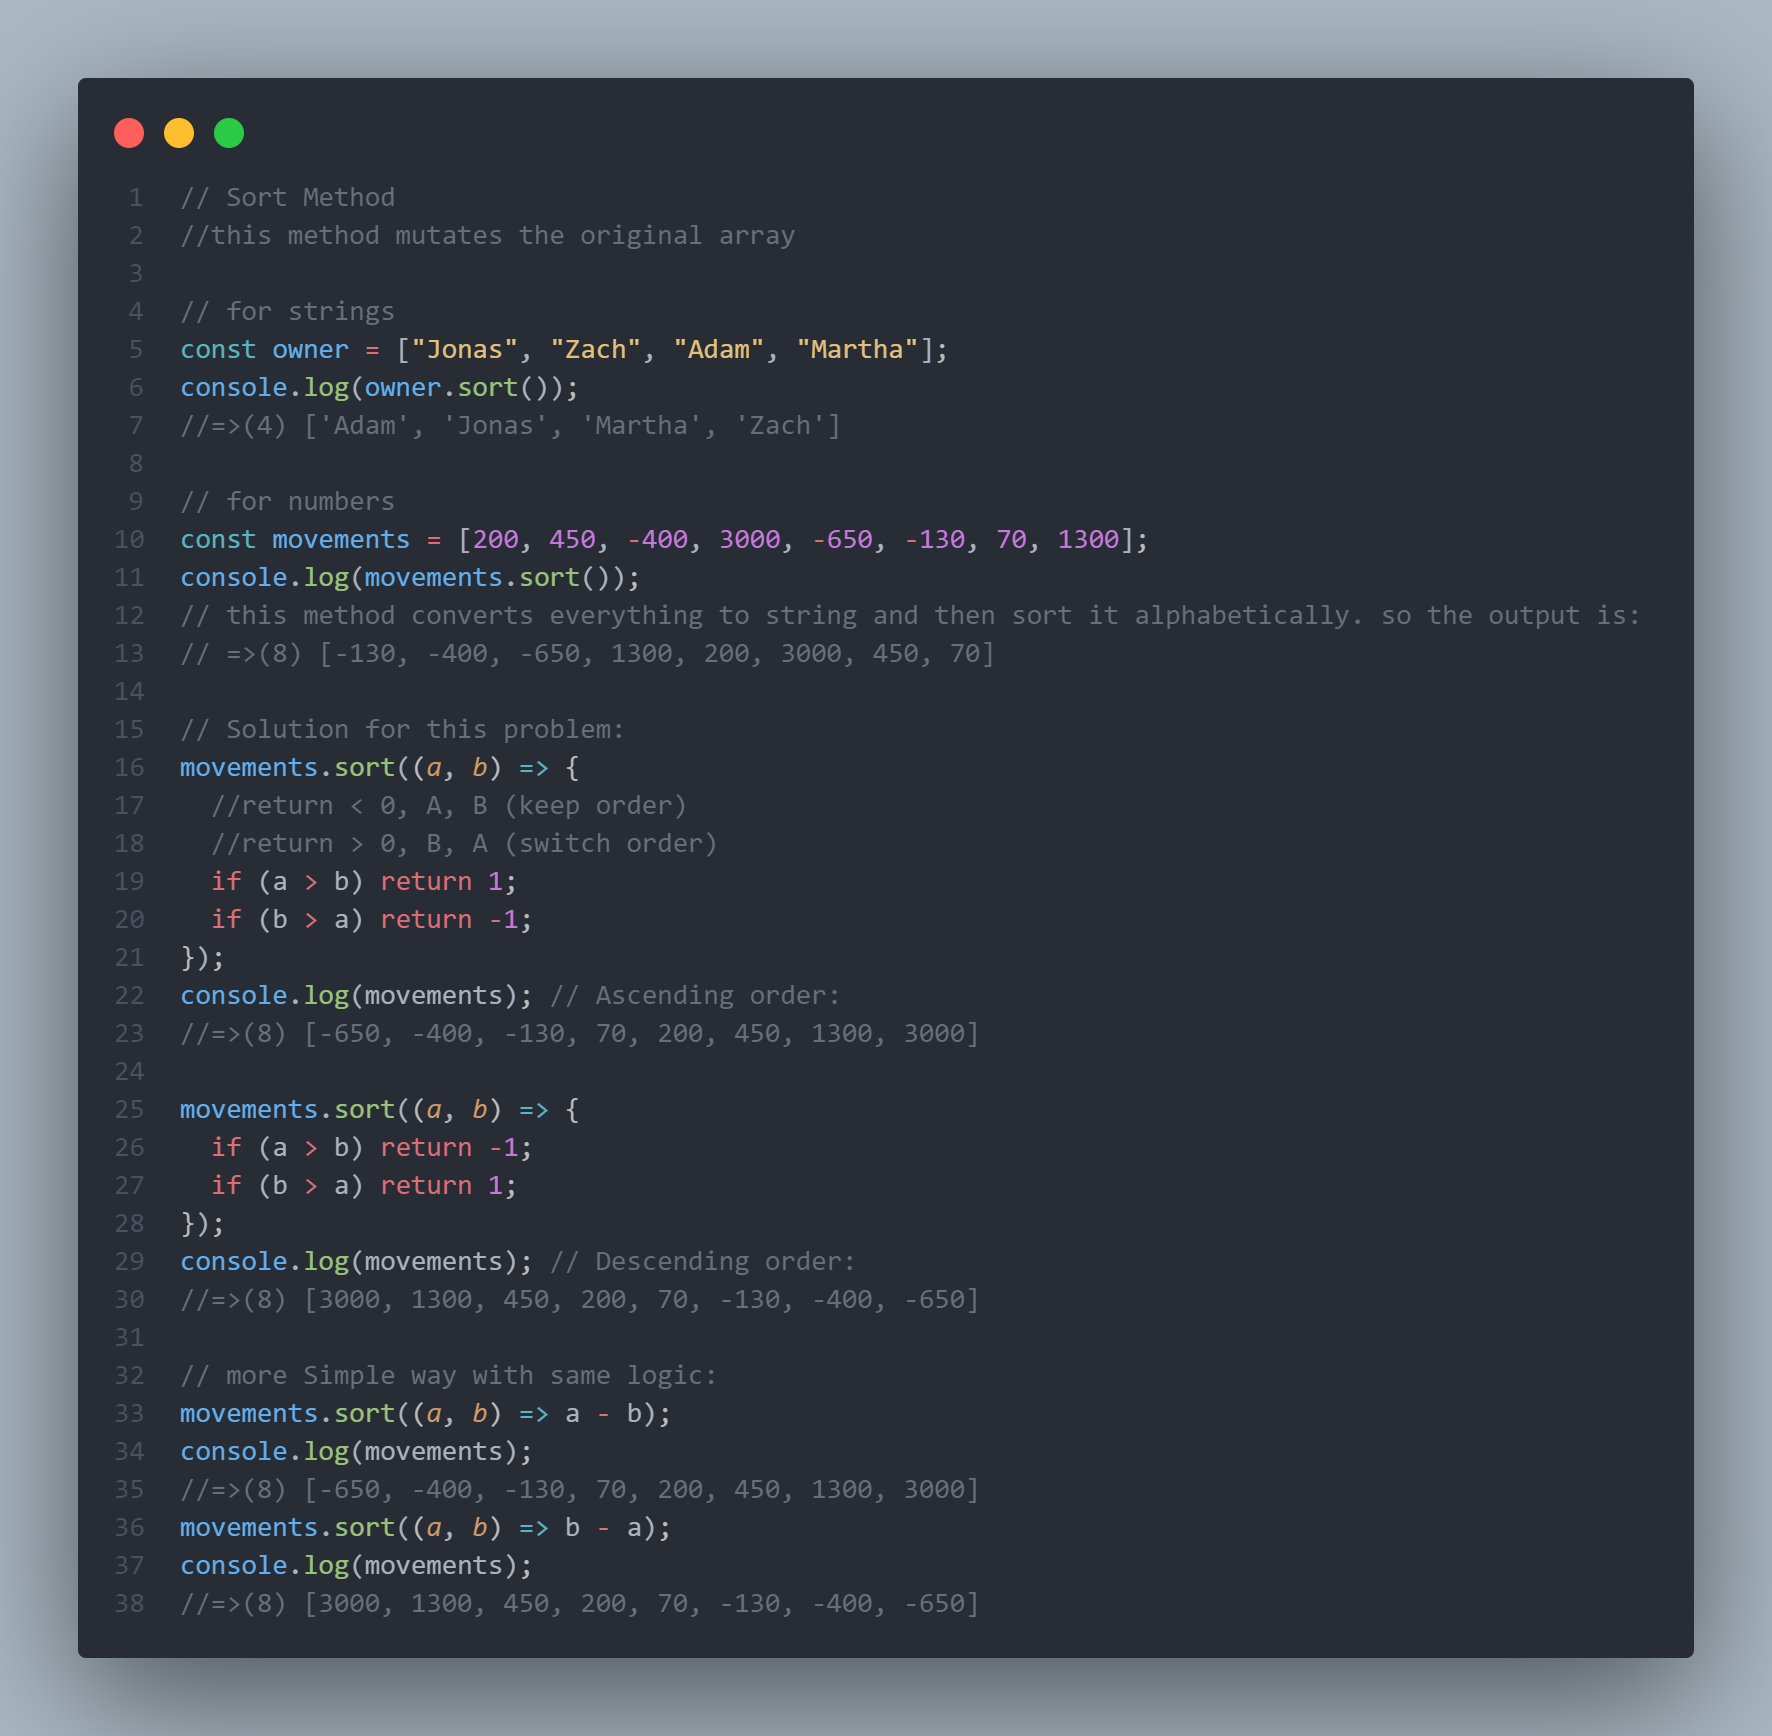 1 // Sort Method
2 //this method mutates the original array
3
4 // for strings
5 const owner = ["Jonas", "Zach", "Adam", "Martha"];
6 console.log(owner.sort());
7 //=>(4) ['Adam', 'Jonas', 'Martha', 'Zach']
8
9 // for numbers
10 const movements = [200, 450, -400, 3000, -650, -130, 70, 1300];
11 console.log(movements.sort());
12 // this method converts everything to string and then sort it alphabetically. so the output is:
13 // =>(8) [-130, -400, -650, 1300, 200, 3000, 450, 70]
14
15 // Solution for this problem:
16 movements.sort((a, b) => {
17   //return < 0, A, B (keep order)
18   //return > 0, B, A (switch order)
19   if (a > b) return 1;
20   if (b > a) return -1;
21 });
22 console.log(movements); // Ascending order:
23 //=>(8) [-650, -400, -130, 70, 200, 450, 1300, 3000]
24
25 movements.sort((a, b) => {
26   if (a > b) return -1;
27   if (b > a) return 1;
28 });
29 console.log(movements); // Descending order:
30 //=>(8) [3000, 1300, 450, 200, 70, -130, -400, -650]
31
32 // more Simple way with same logic:
33 movements.sort((a, b) => a - b);
34 console.log(movements);
35 //=>(8) [-650, -400, -130, 70, 200, 450, 1300, 3000]
36 movements.sort((a, b) => b - a);
37 console.log(movements);
38 //=>(8) [3000, 1300, 450, 200, 70, -130, -400, -650]